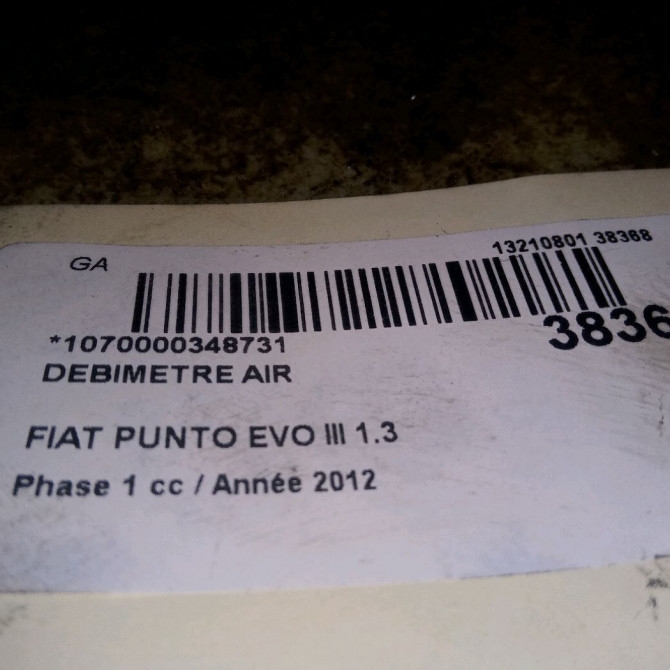 GA
13210801 38368
*1070000348731
3836
DEBIMETRE AIR
FIAT PUNTO EVO III 1.3
Phase 1 cc / Année 2012